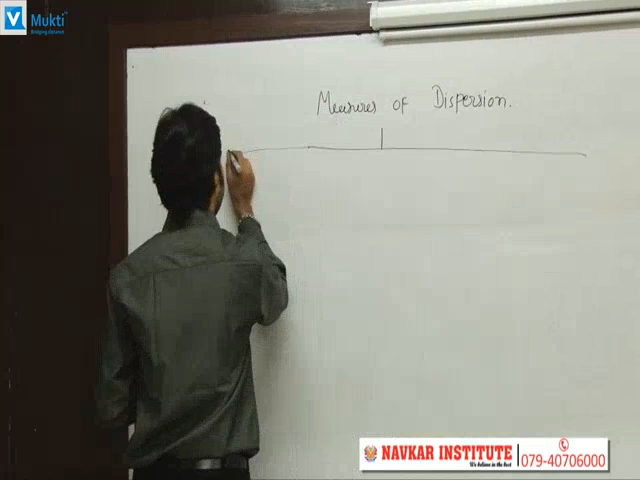 V Mukti
Bridging distance
Measures of Dispersion.
NAVKAR INSTITUTE
"We believe in the best"
079-40706000